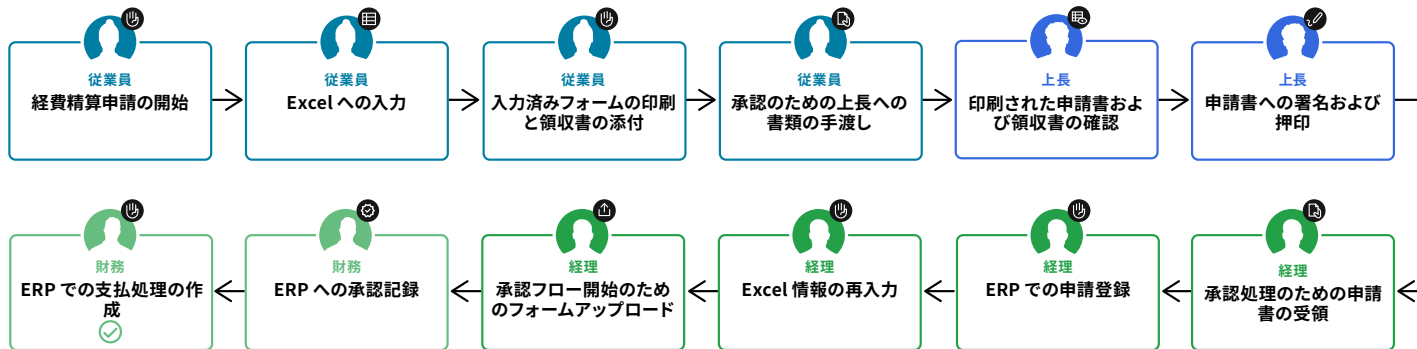 従業員
経費精算申請の開始
従業員
Excel への入力
従業員
入力済みフォームの印刷
と領収書の添付
従業員
承認のための上長への
書類の手渡し
上長
印刷された申請書およ
び領収書の確認
上長
申請書への署名および
押印
経理
承認処理のための申請
書の受領
経理
ERP での申請登録
経理
Excel 情報の再入力
経理
承認フロー開始のため
のフォームアップロード
財務
ERP への承認記録
財務
ERP での支払処理の作
成